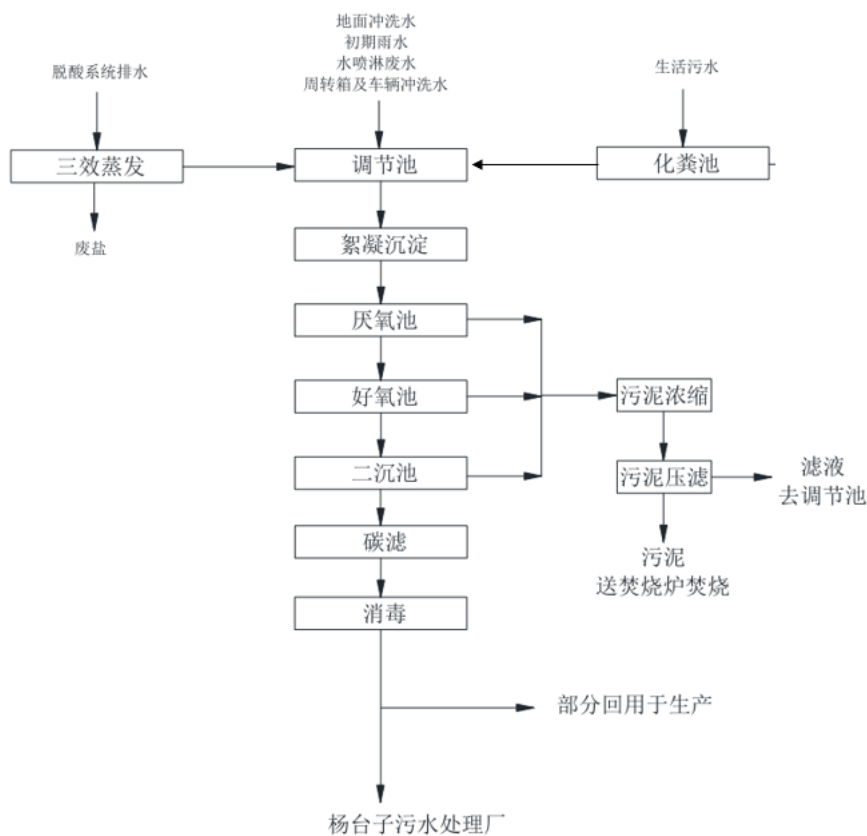 地面冲洗水
初期雨水
水喷淋废水
周转箱及车辆冲洗水
脱酸系统排水
生活污水
三效蒸发
调节池
化粪池
废盐
絮凝沉淀
厌氧池
好氧池
污泥浓缩
二沉池
污泥压滤
滤液
去调节池
碳滤
污泥
送焚烧炉焚烧
消毒
部分回用于生产
杨台子污水处理厂